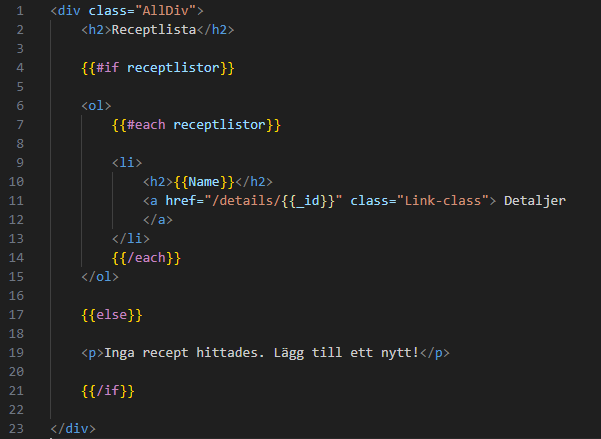 1 <div class="AllDiv">
2 <h2>Receptlista</h2>
3
4 {{#if receptlistor}}
5
6 <ol>
7 {{#each receptlistor}}
8
9 <li>
10 <h2>{{Name}}</h2>
11 <a href="/details/{{_id}}" class="Link-class"> Detaljer
12 </a>
13 </li>
14 {{/each}}
15 </ol>
16
17 {{else}}
18
19 <p>Inga recept hittades. Lägg till ett nytt!</p>
20
21 {{/if}}
22
23 </div>